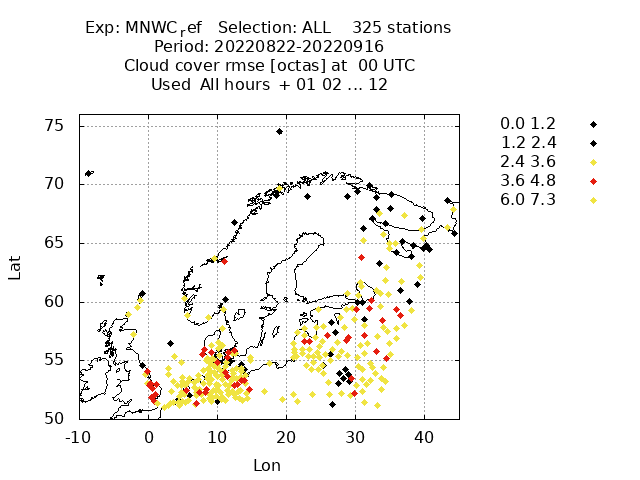 Exp: MNWC_ref   Selection: ALL    325 stations
Period: 20220822-20220916
Cloud cover rmse [octas] at  00 UTC
Used  All hours  + 01 02 ... 12
75
70
65
60
55
50
-10 0 10 20 30 40
Lat
Lon
0.0 1.2
1.2 2.4
2.4 3.6
3.6 4.8
6.0 7.3